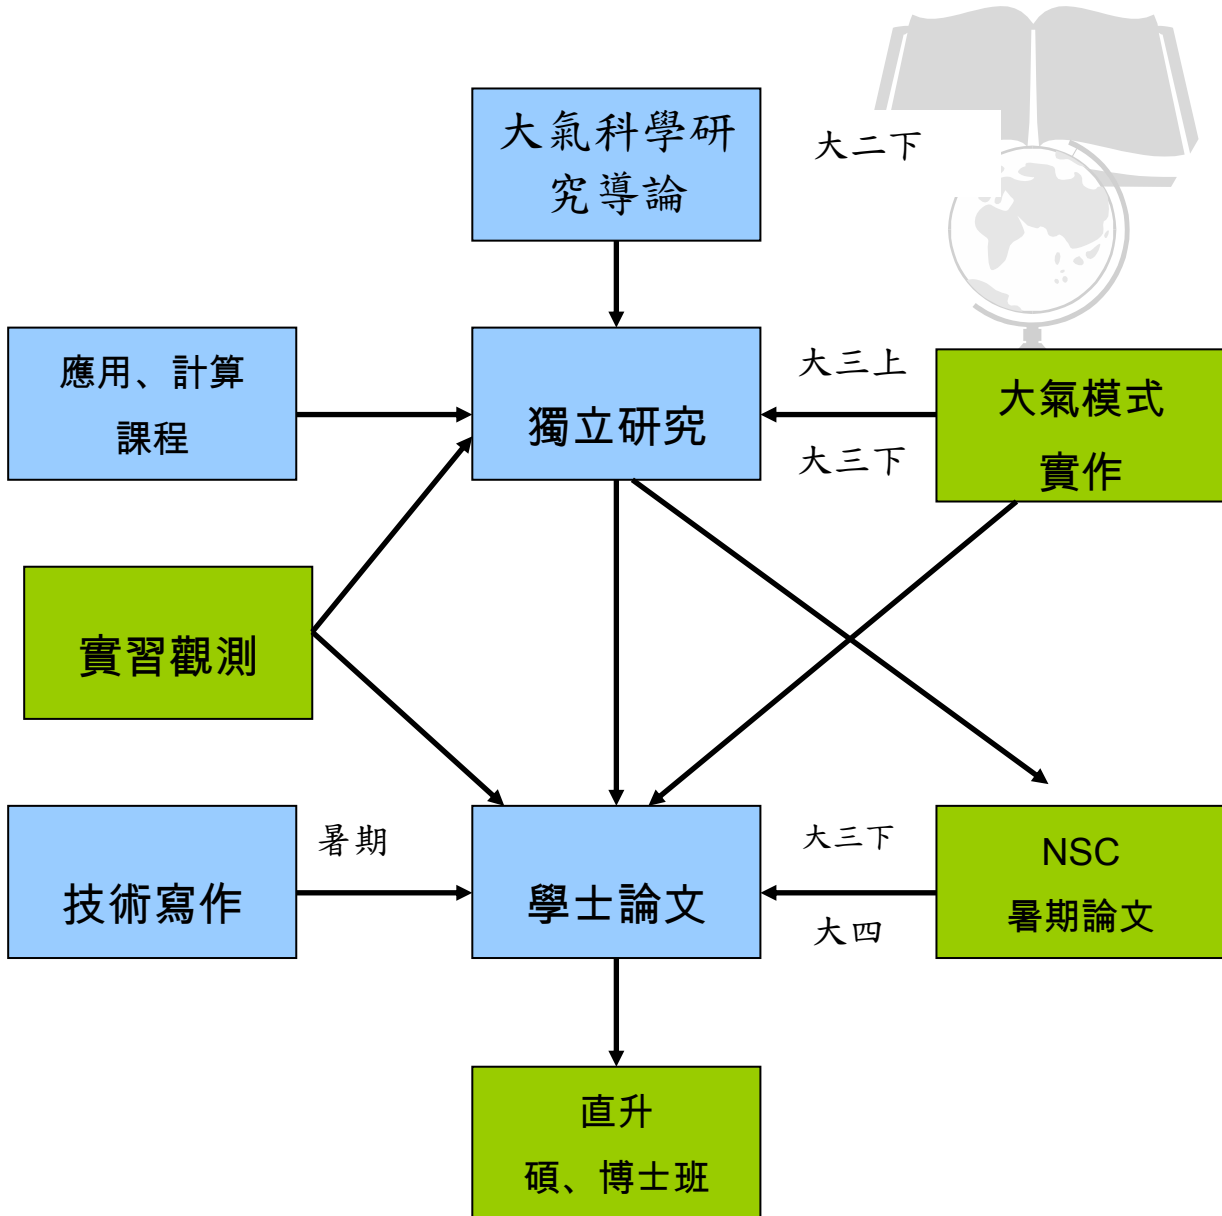 大氣科學研
究導論
大二下
應用、計算
課程
獨立研究
大三上
大三下
大氣模式
實作
實習觀測
技術寫作
暑期
學士論文
大三下
大四
NSC
暑期論文
直升
碩、博士班